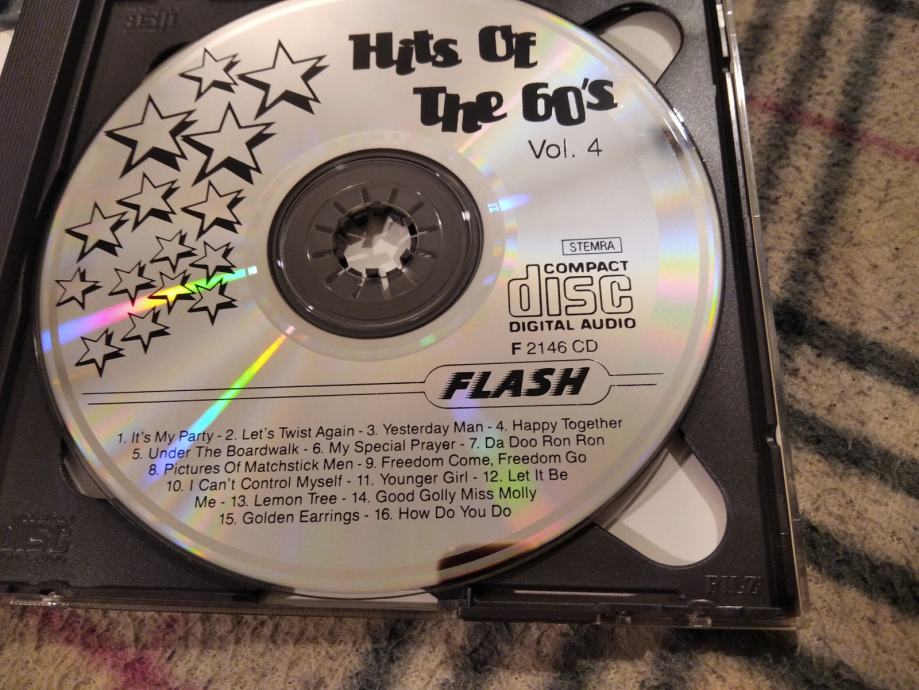 Hits Of
The 60's
Vol. 4
STEMRA
COMPACT
disc
DIGITAL AUDIO
F 2146 CD
FLASH
1. It's My Party - 2. Let's Twist Again - 3. Yesterday Man - 4. Happy Together
5. Under The Boardwalk - 6. My Special Prayer - 7. Da Doo Ron Ron
8. Pictures Of Matchstick Men - 9. Freedom Come, Freedom Go
10. I Can't Control Myself - 11. Younger Girl - 12. Let It Be
Me - 13. Lemon Tree - 14. Good Golly Miss Molly
15. Golden Earrings - 16. How Do You Do
disc
PILZ